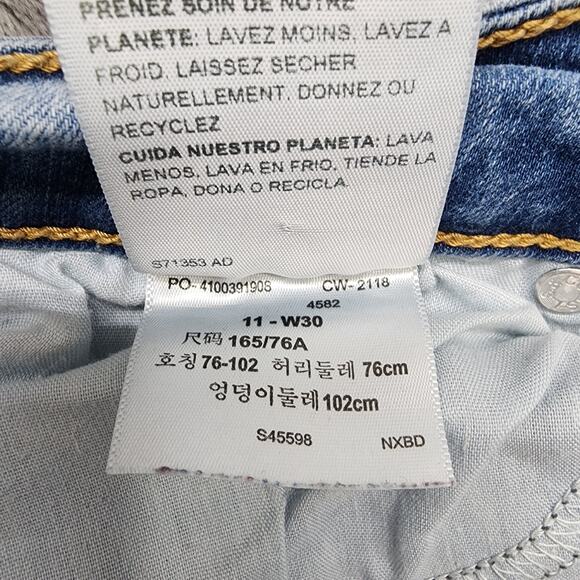 PRENEZ SOIN DE NOTRE
PLANÈTE: LAVEZ MOINS, LAVEZ A
FROID, LAISSEZ SECHER
NATURELLEMENT. DONNEZ OU
RECYCLEZ
CUIDA NUESTRO PLANETA: LAVA
MENOS, LAVA EN FRIO, TIENDE LA
ROPA, DONA O RECICLA.
S71353 AD
PO- 4100391908 CW- 2118
4582
11 - W30
尺码 165/76A
호칭 76-102 허리둘레 76cm
엉덩이둘레 102cm
S45598 NXBD